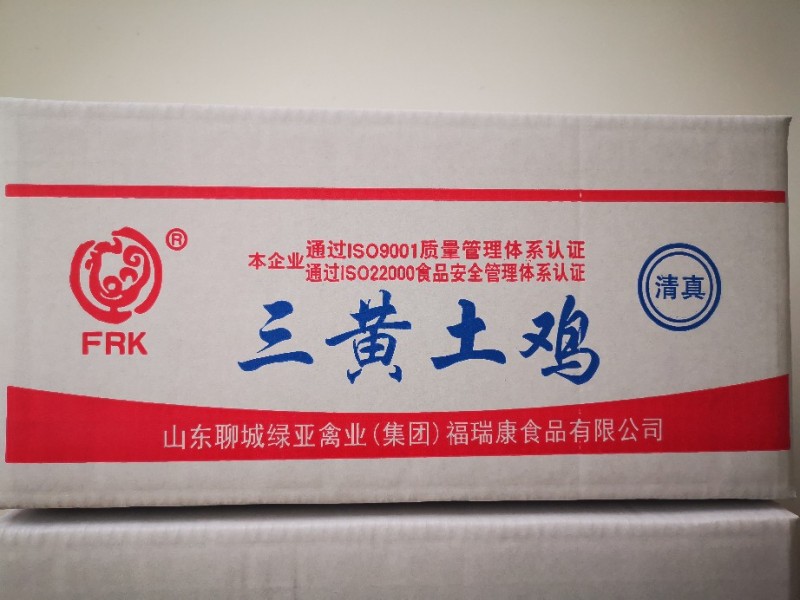 ®
FRK
本企业
通过ISO9001质量管理体系认证
通过ISO22000食品安全管理体系认证
清真
三黄土鸡
山东聊城绿亚禽业(集团)福瑞康食品有限公司